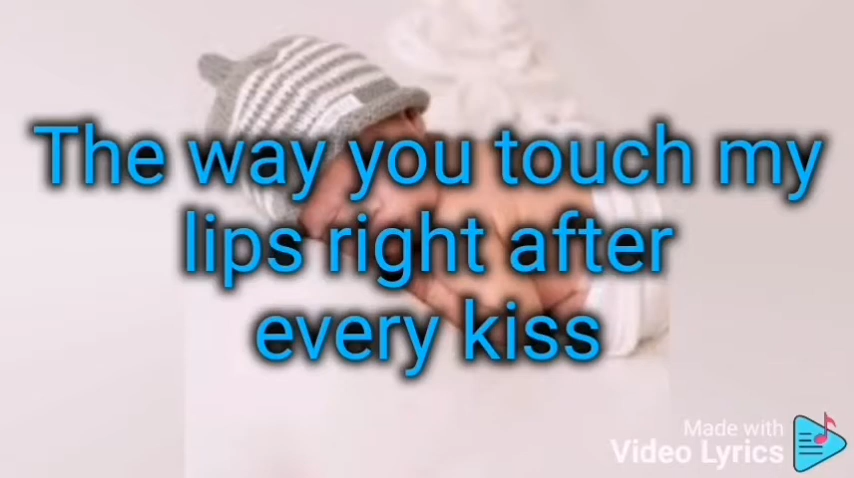 The way you touch my
lips right after
every kiss
Made with
Video Lyrics